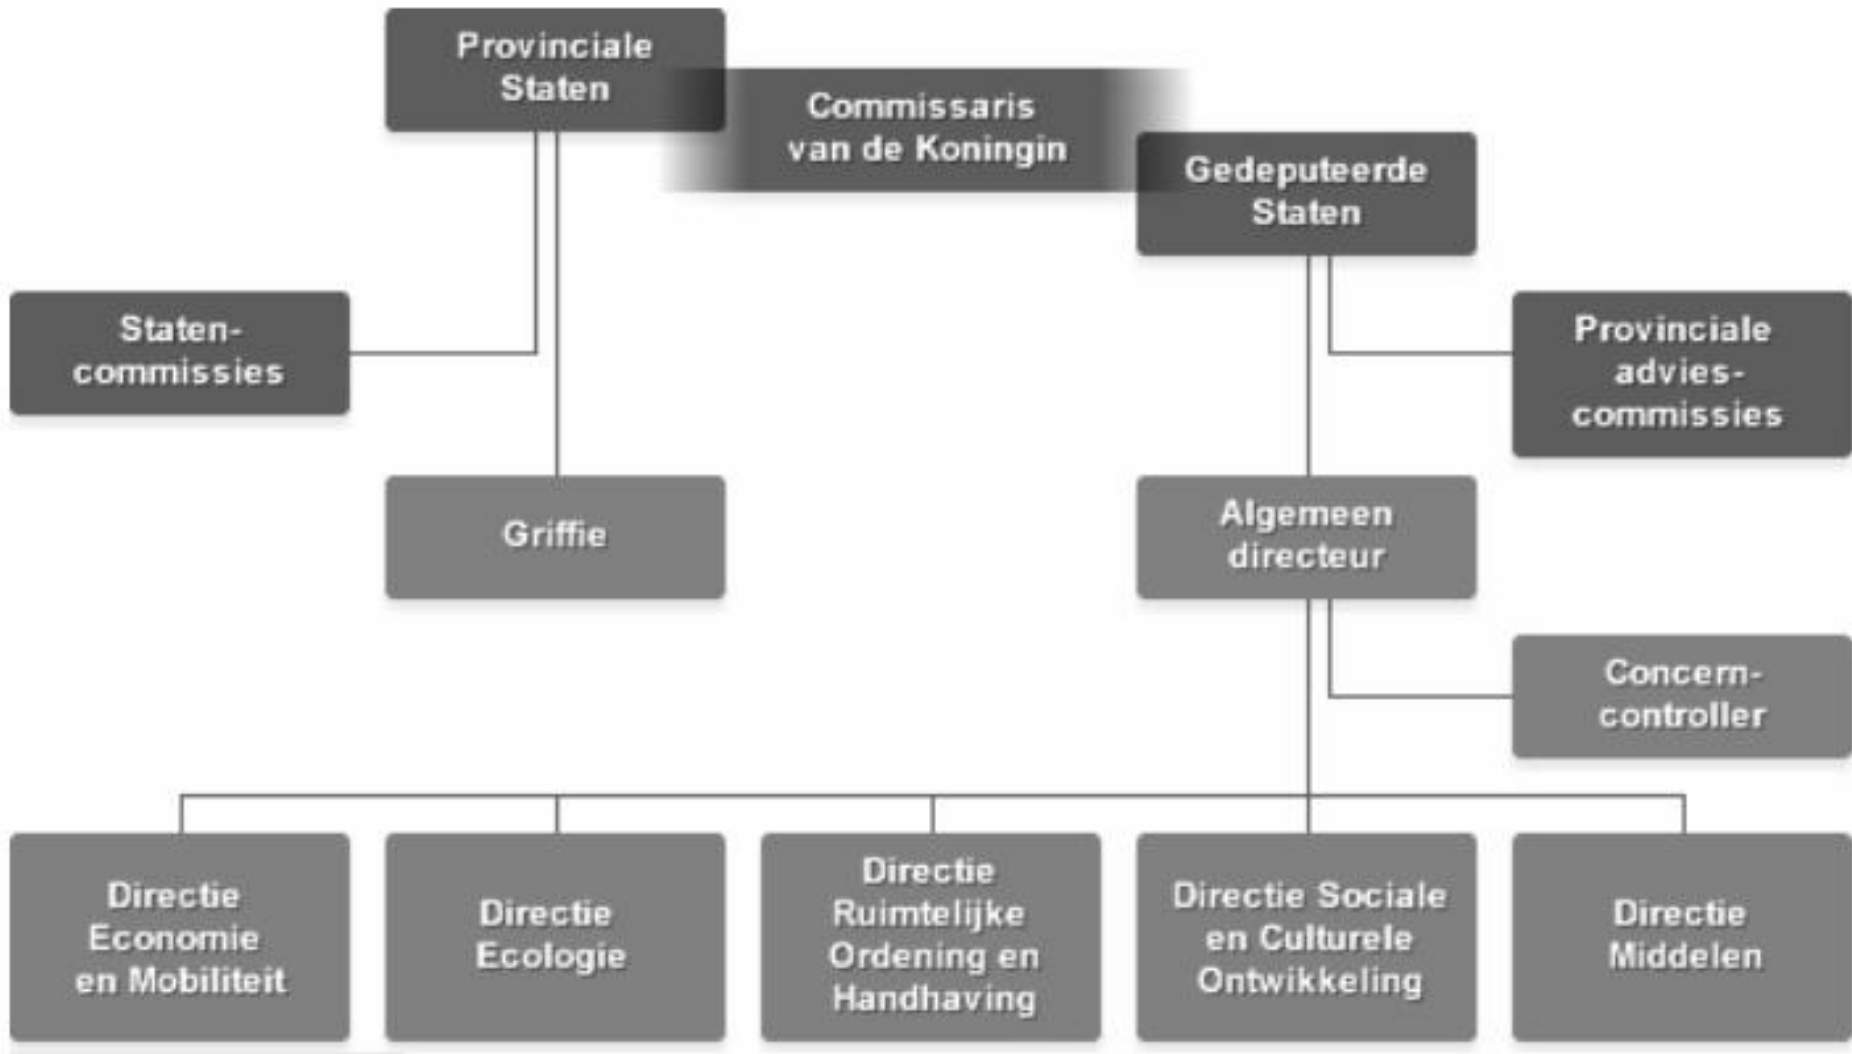 Provinciale
Staten
Commissaris
van de Koningin
Gedeputeerde
Staten
Staten-
commissies
Provinciale
advies-
commissies
Griffie
Algemeen
directeur
Concern-
controller
Directie
Economie
en Mobiliteit
Directie
Ecologie
Directie
Ruimtelijke
Ordening en
Handhaving
Directie Sociale
en Culturele
Ontwikkeling
Directie
Middelen